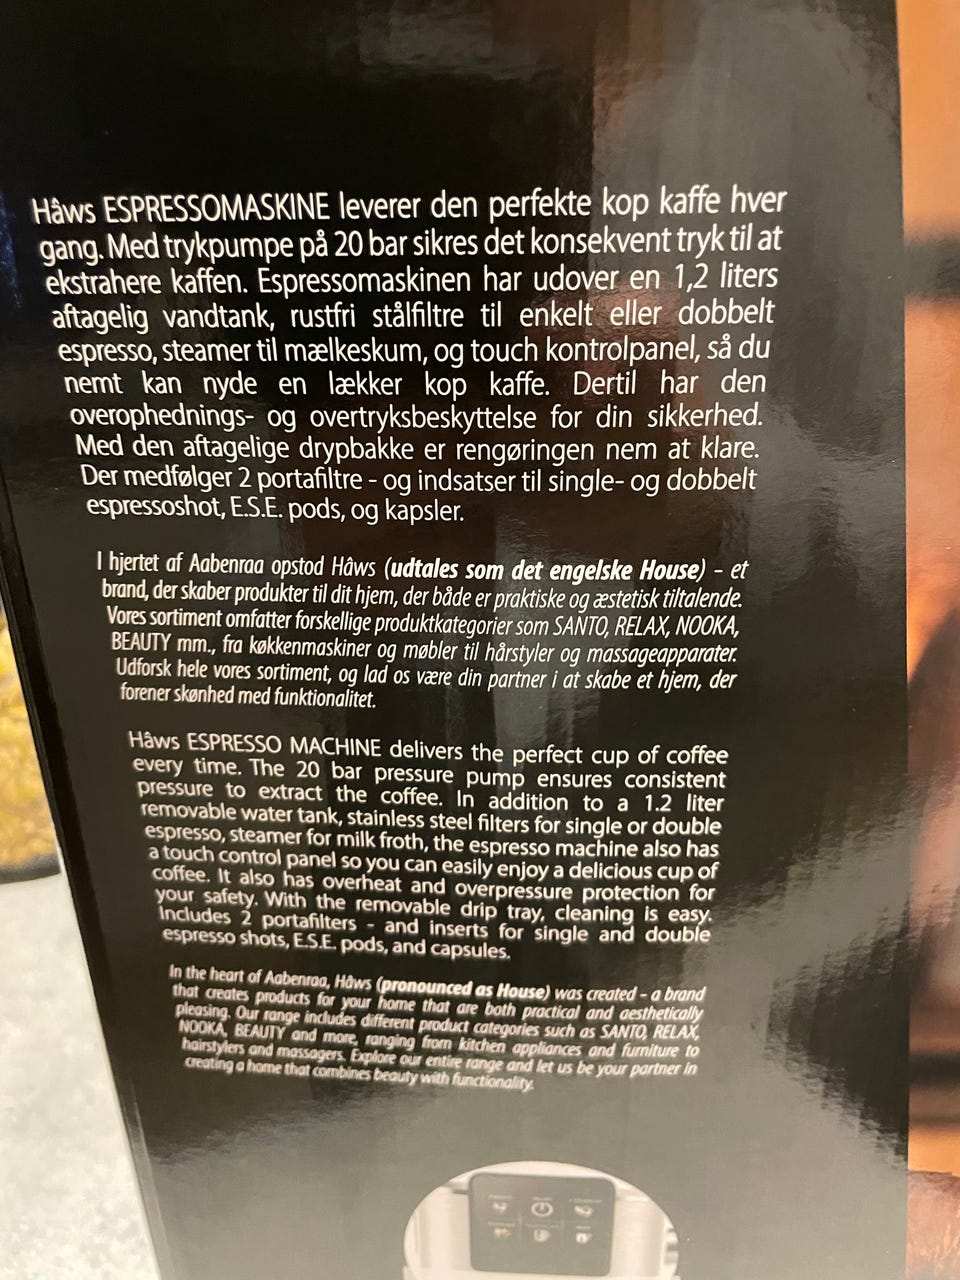 Hâws ESPRESSOMASKINE leverer den perfekte kop kaffe hver
gang. Med trykpumpe på 20 bar sikres det konsekvent tryk til at
ekstrahere kaffen. Espressomaskinen har udover en 1,2 liters
aftagelig vandtank, rustfri stålfiltre til enkelt eller dobbelt
espresso, steamer til mælkeskum, og touch kontrolpanel, så du
nemt kan nyde en lækker kop kaffe. Dertil har den
overophednings- og overtryksbeskyttelse for din sikkerhed.
Med den aftagelige drypbakke er rengøringen nem at klare.
Der medfølger 2 portafiltre - og indsatser til single- og dobbelt
espressoshot, E.S.E. pods, og kapsler.
I hjertet af Aabenraa opstod Hâws (udtales som det engelske House) - et
brand, der skaber produkter til dit hjem, der både er praktiske og æstetisk tiltalende.
Vores sortiment omfatter forskellige produktkategorier som SANTO, RELAX, NOOKA,
BEAUTY mm., fra køkkenmaskiner og møbler til hårstyler og massageapparater.
Udforsk hele vores sortiment, og lad os være din partner i at skabe et hjem, der
forener skønhed med funktionalitet.
Hâws ESPRESSO MACHINE delivers the perfect cup of coffee
every time. The 20 bar pressure pump ensures consistent
pressure to extract the coffee. In addition to a 1.2 liter
removable water tank, stainless steel filters for single or double
espresso, steamer for milk froth, the espresso machine also has
a touch control panel so you can easily enjoy a delicious cup of
coffee. It also has overheat and overpressure protection for
your safety. With the removable drip tray, cleaning is easy.
Includes 2 portafilters - and inserts for single and double
espresso shots, E.S.E. pods, and capsules.
In the heart of Aabenraa, Hâws (pronounced as House) was created - a brand
that creates products for your home that are both practical and aesthetically
pleasing. Our range includes different product categories such as SANTO, RELAX,
NOOKA, BEAUTY and more, ranging from kitchen appliances and furniture to
hairstylers and massagers. Explore our entire range and let us be your partner in
creating a home that combines beauty with functionality.